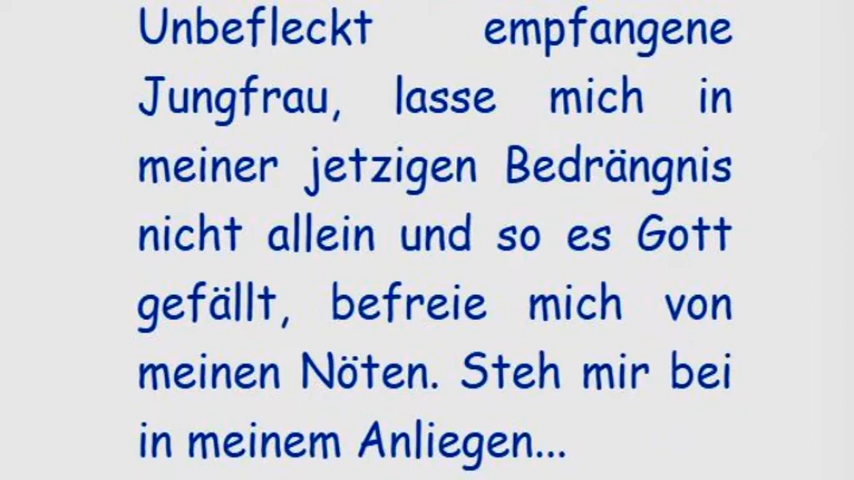 Unbefleckt empfangene
Jungfrau, lasse mich in
meiner jetzigen Bedrängnis
nicht allein und so es Gott
gefällt, befreie mich von
meinen Nöten. Steh mir bei
in meinem Anliegen...